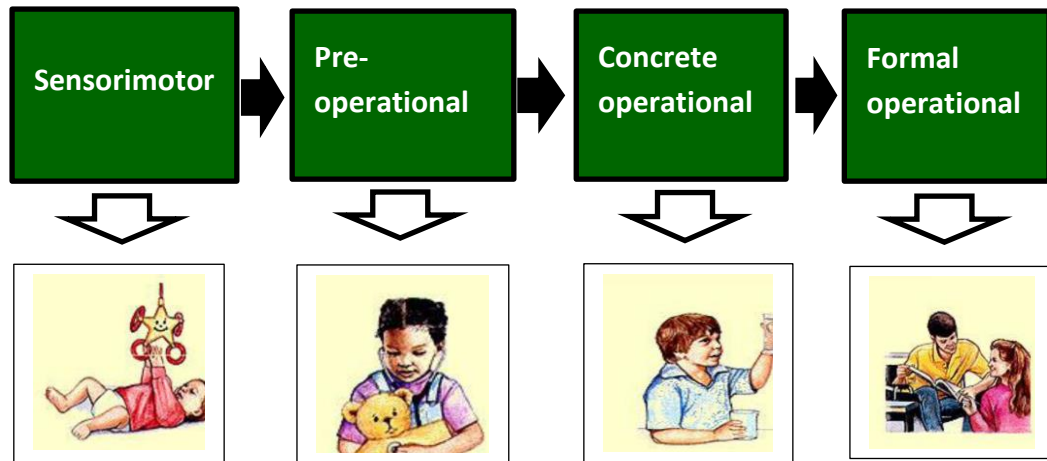 Sensorimotor
Pre-
operational
Concrete
operational
Formal
operational